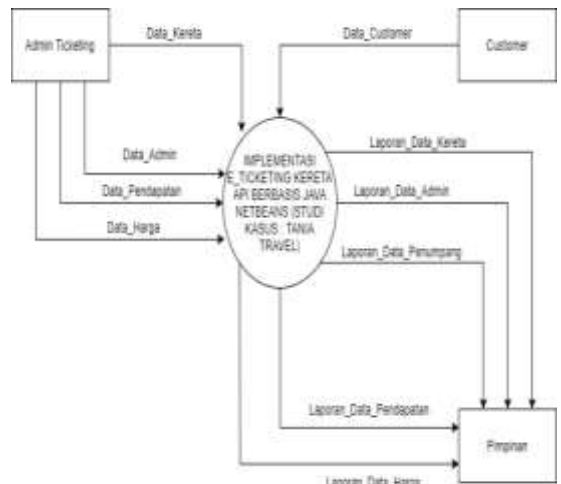 Admin Ticketing
Data_Kereta
Data_Customer
Customer
IMPLEMENTASI
E_TICKETING KERETA
API BERBASIS JAVA
NETBEANS (STUDI
KASUS : TANIA
TRAVEL)
Data_Admin
Data_Pendapatan
Data_Harga
Laporan_Data_Kereta
Laporan_Data_Admin
Laporan_Data_Penumpang
Laporan_Data_Pendapatan
Laporan_Data_Harga
Pimpinan